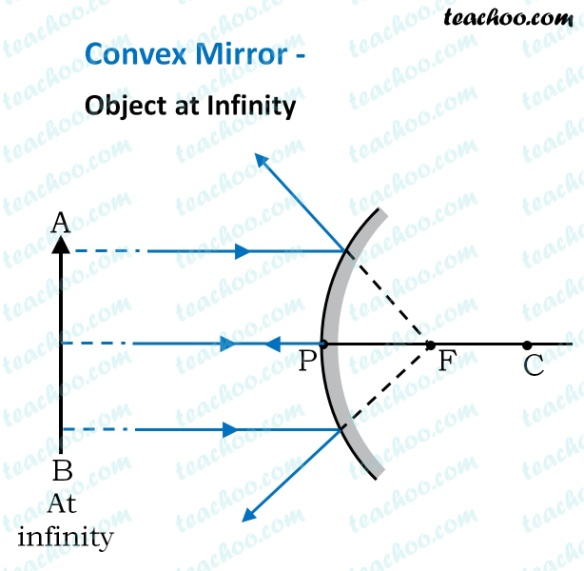 teachoo.com
Convex Mirror -
Object at Infinity
A
P
F
C
B
At
infinity